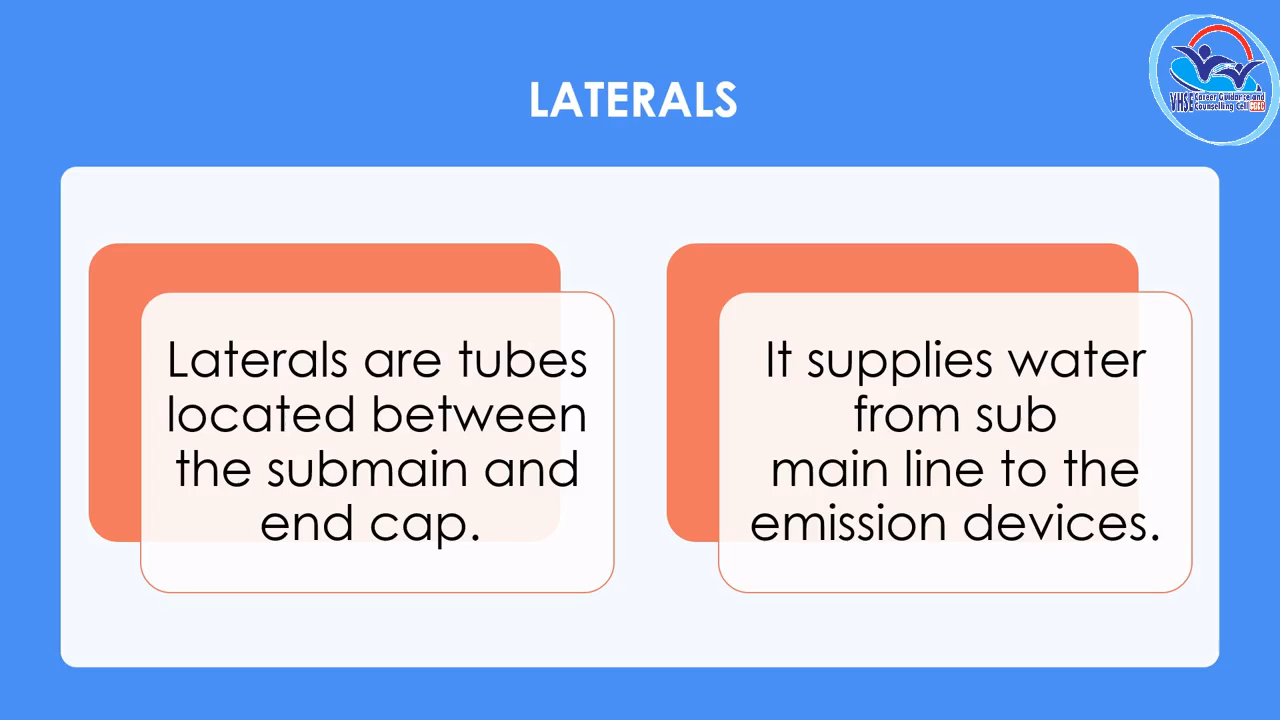 LATERALS
VHSE Career Guidance and
Counselling Cell CGCC
Laterals are tubes
located between
the submain and
end cap.
It supplies water
from sub
main line to the
emission devices.